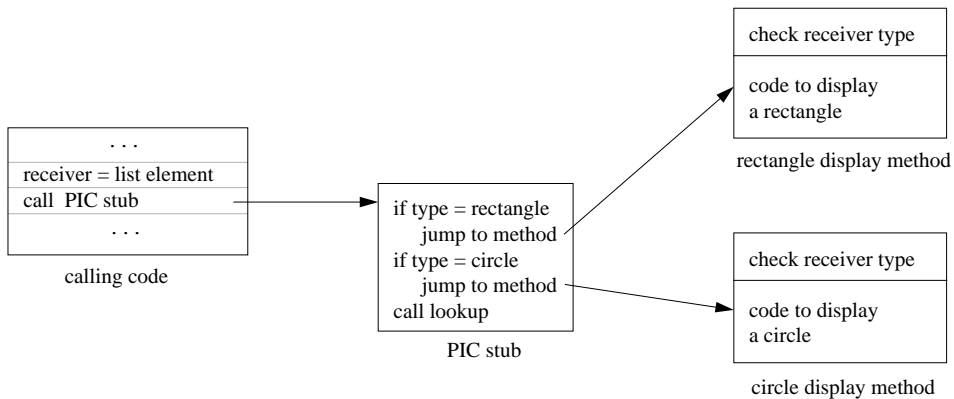 . . .
receiver = list element
call PIC stub
. . .
calling code
if type = rectangle
jump to method
if type = circle
jump to method
call lookup
PIC stub
check receiver type
code to display
a rectangle
rectangle display method
check receiver type
code to display
a circle
circle display method